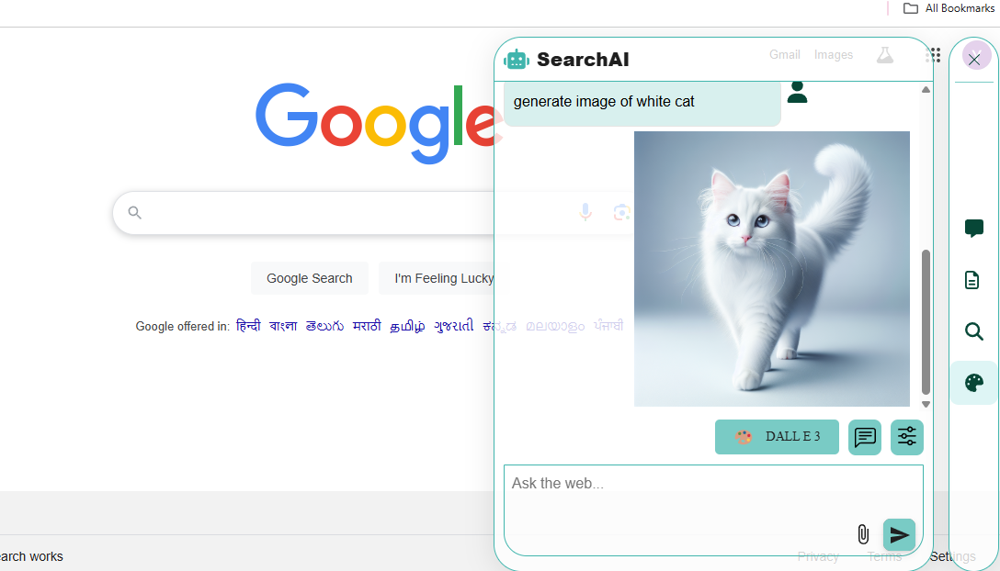 All Bookmarks
SearchAI
Gmail Images
generate image of white cat
Google
Google Search I'm Feeling Lucky
Google offered in: हिन्दी বাংলা తెలుగు मराठी தமிழ் ગુજરાતી ಕನ್ನಡ മലയാളം ਪੰਜਾਬੀ
DALL E 3
Ask the web...
earch works
Privacy Terms Settings